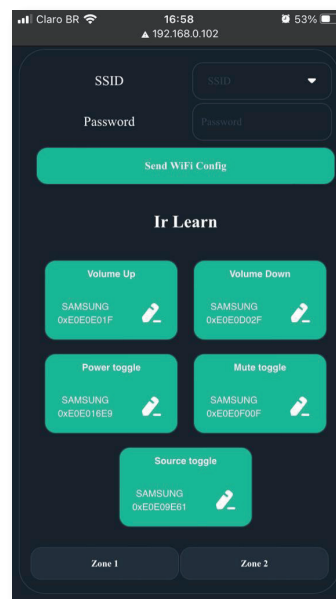 Claro BR 16:58 53%
192.168.0.102
SSID SSID
Password Password
Send WiFi Config
Ir Learn
Volume Up Volume Down
SAMSUNG SAMSUNG
0xE0E0E01F 0xE0E0D02F
Power toggle Mute toggle
SAMSUNG SAMSUNG
0xE0E016E9 0xE0E0F00F
Source toggle
SAMSUNG
0xE0E09E61
Zone 1 Zone 2